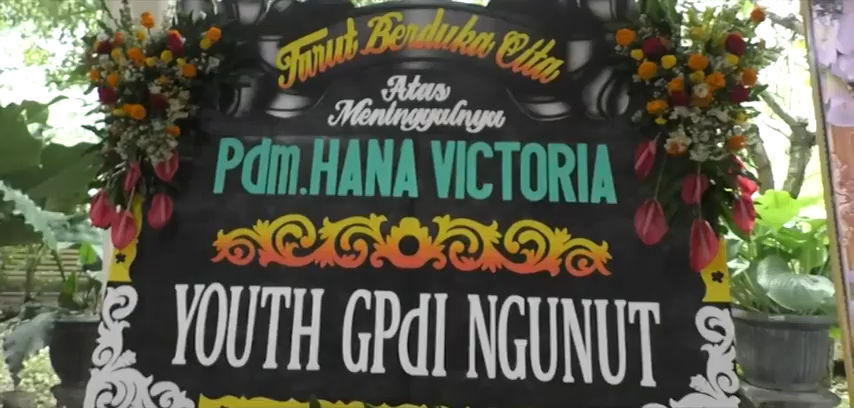 Turut Berduka Cita
Atas
Meninggalnya
Pdm. HANA VICTORIA
YOUTH GPdI NGUNUT